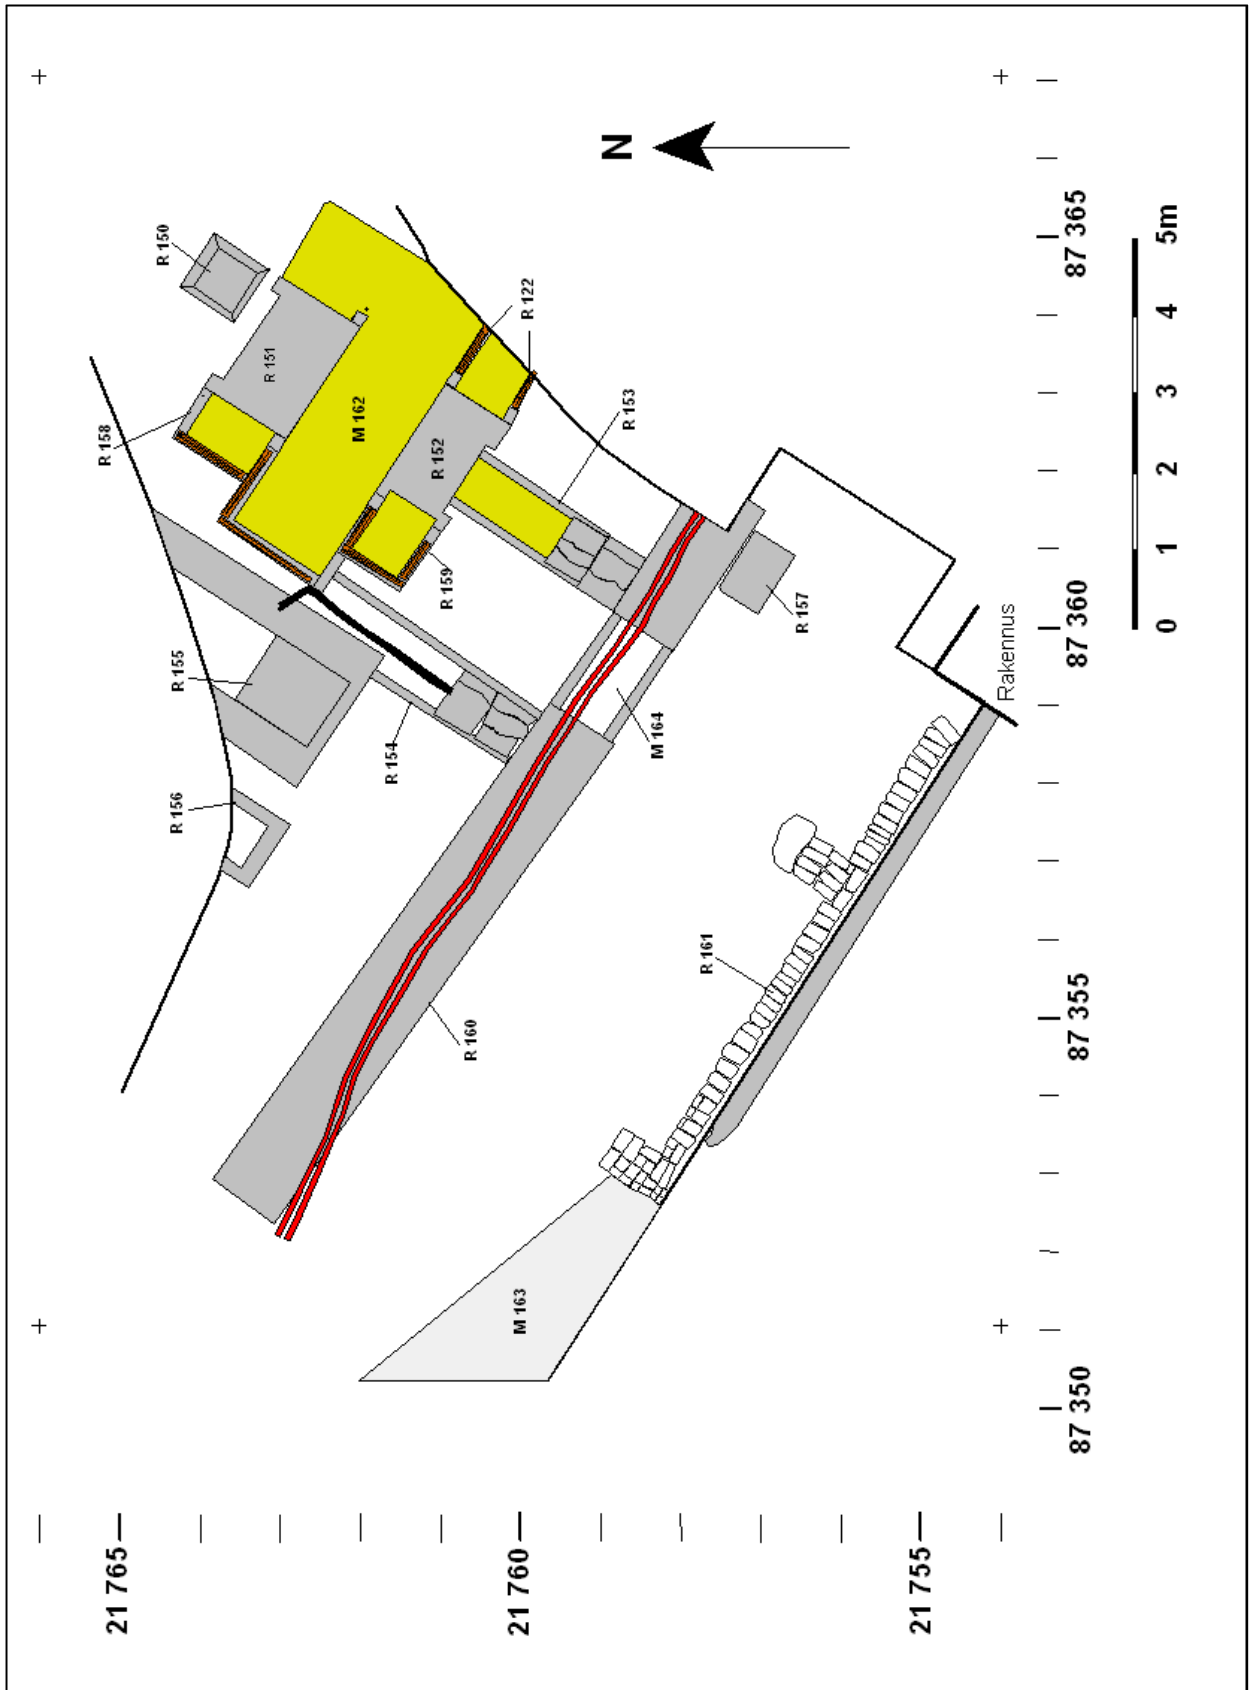 R 150
R 151
R 158
M 162
R 122
R 152
R 153
R 159
R 157
R 155
R 154
R 156
M 164
R 160
R 161
M 163
Rakennus
N
87 365
87 360
87 355
87 350
0 1 2 3 4 5m
21 765
21 760
21 755